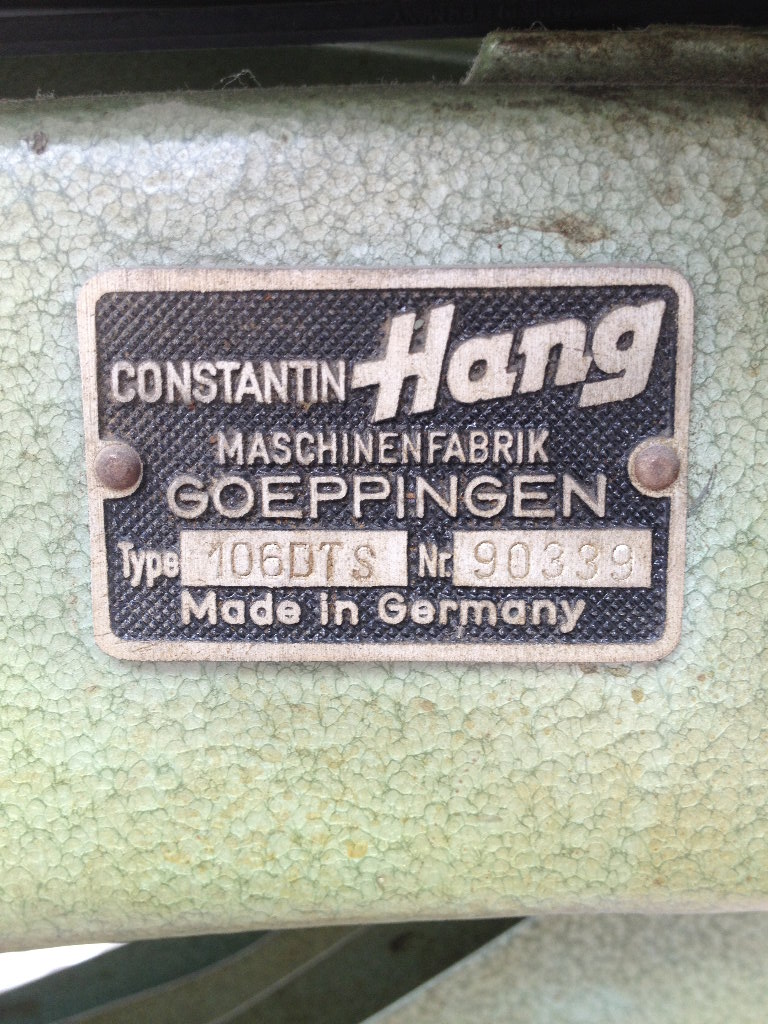 CONSTANTIN Hang
MASCHINENFABRIK
GOEPPINGEN
Type 106DTS Nr. 90339
Made in Germany